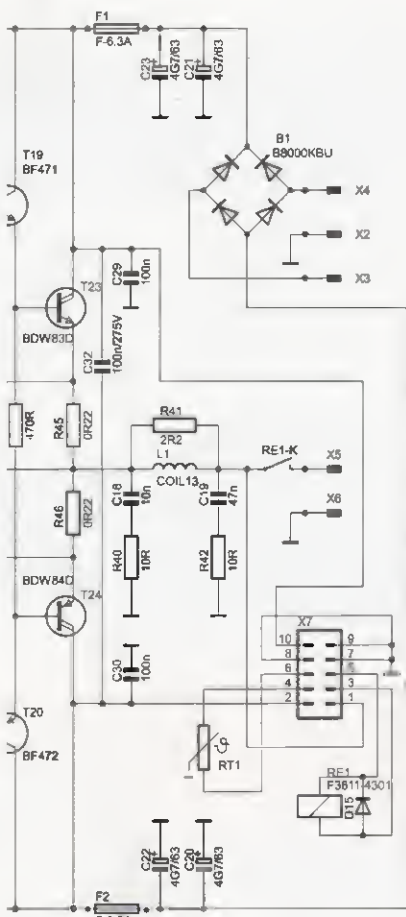 F1
F-6.3A
C23
4G7/63
C21
4G7/63
B1
B8000KBU
T19
BF471
X4
X2
X3
C29
100n
T23
BDW83D
C32
100n/275V
R41
2R2
L1
COIL13
RE1-K
X5
X6
470R
R45
0R22
R46
0R22
C18
10n
C19
47n
R40
10R
R42
10R
BDW84D
T24
C30
100n
X7
10
9
8
7
6
5
4
3
2
1
T20
BF472
ϑ
RT1
RE1
F3611-4301
D15
C22
4G7/63
C20
4G7/63
F2